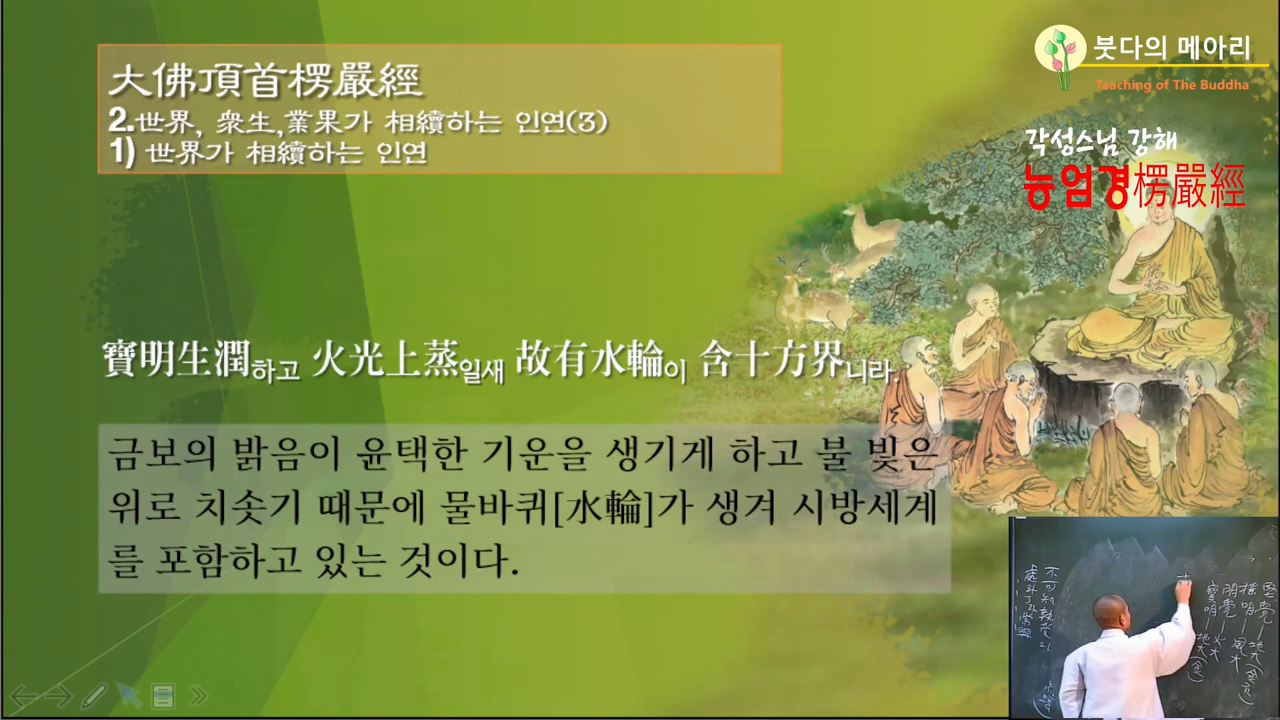 大佛頂首楞嚴經
2.世界, 衆生,業果가 相續하는 인연(3)
1) 世界가 相續하는 인연
붓다의 메아리
Teaching of The Buddha
각성스님 강해
능엄경楞嚴經
寶明生潤하고 火光上蒸일새 故有水輪이 含十方界니라.
금보의 밝음이 윤택한 기운을 생기게 하고 불 빛은
위로 치솟기 때문에 물바퀴[水輪]가 생겨 시방세계
를 포함하고 있는 것이다.